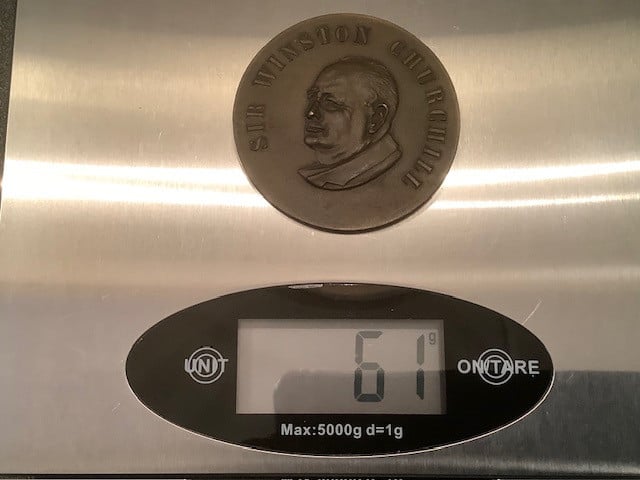 SIR WINSTON CHURCHILL
UNIT
61 g
ON/TARE
Max:5000g d=1g